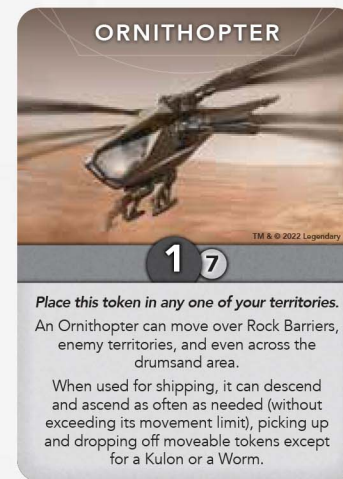 ORNITHOPTER
TM & © 2022 Legendary
1 7
Place this token in any one of your territories.
An Ornithopter can move over Rock Barriers,
enemy territories, and even across the
drumsand area.
When used for shipping, it can descend
and ascend as often as needed (without
exceeding its movement limit), picking up
and dropping off moveable tokens except
for a Kulon or a Worm.